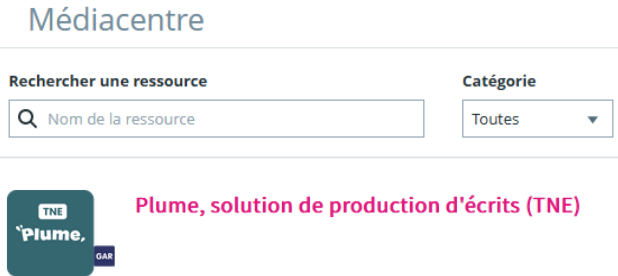 Médiacentre
Rechercher une ressource
Catégorie
Nom de la ressource
Toutes
TNE
Plume,
GAR
Plume, solution de production d'écrits (TNE)